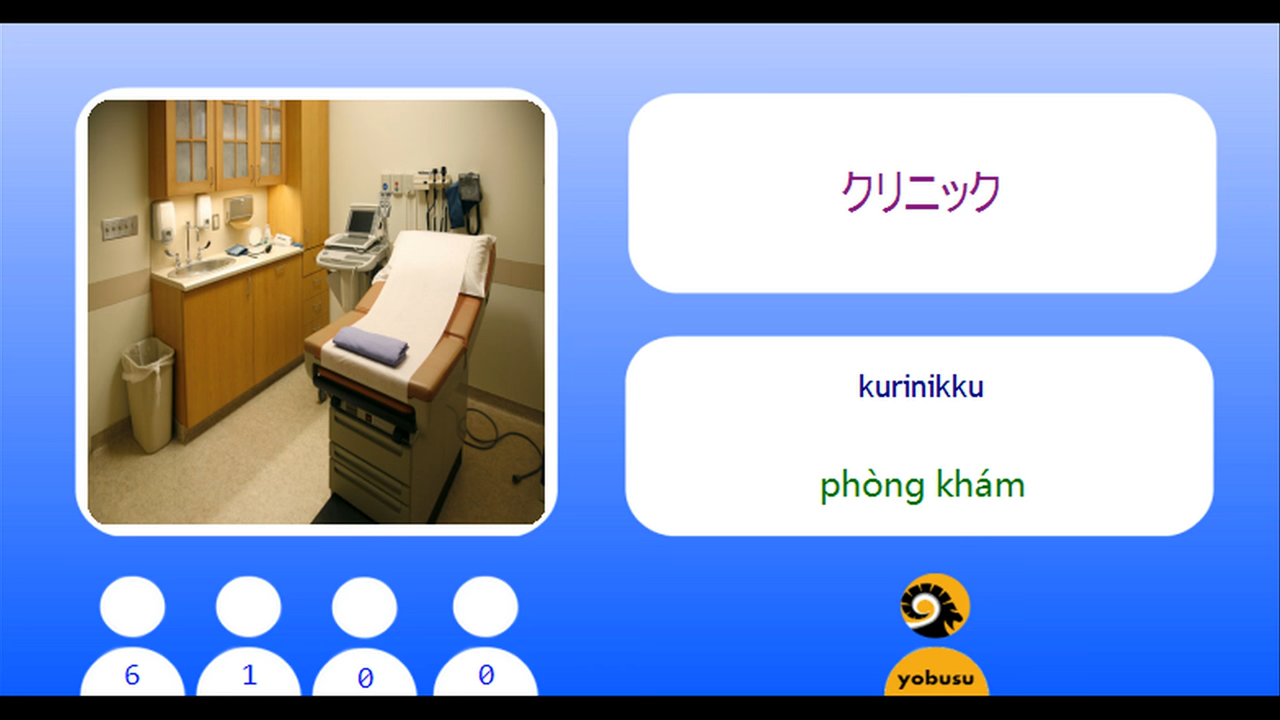 クリニック
kurinikku
phòng khám
6 1 0 0
yobusu